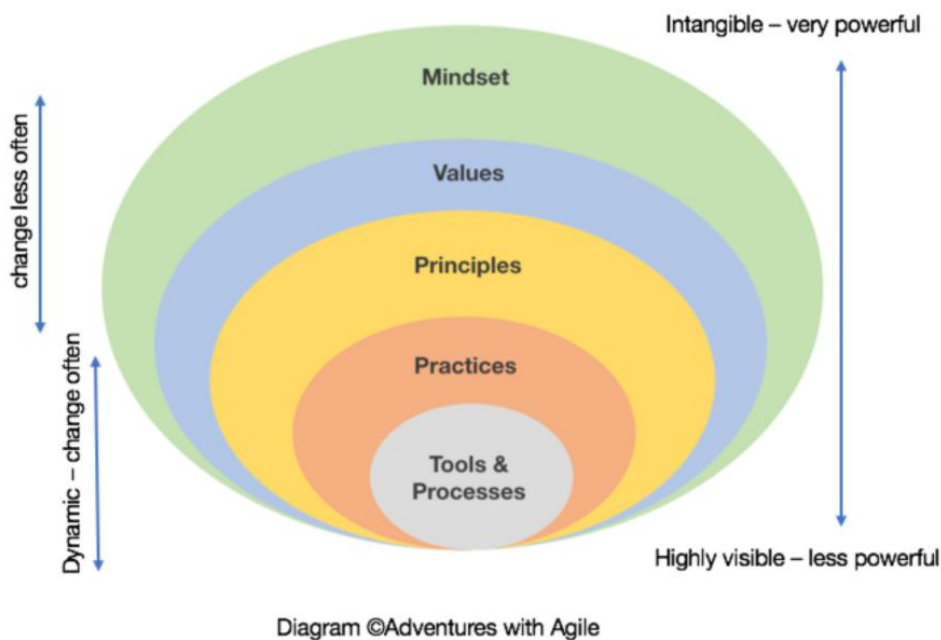 Intangible – very powerful
Mindset
change less often
Values
Principles
Practices
Dynamic – change often
Tools &
Processes
Highly visible – less powerful
Diagram ©Adventures with Agile